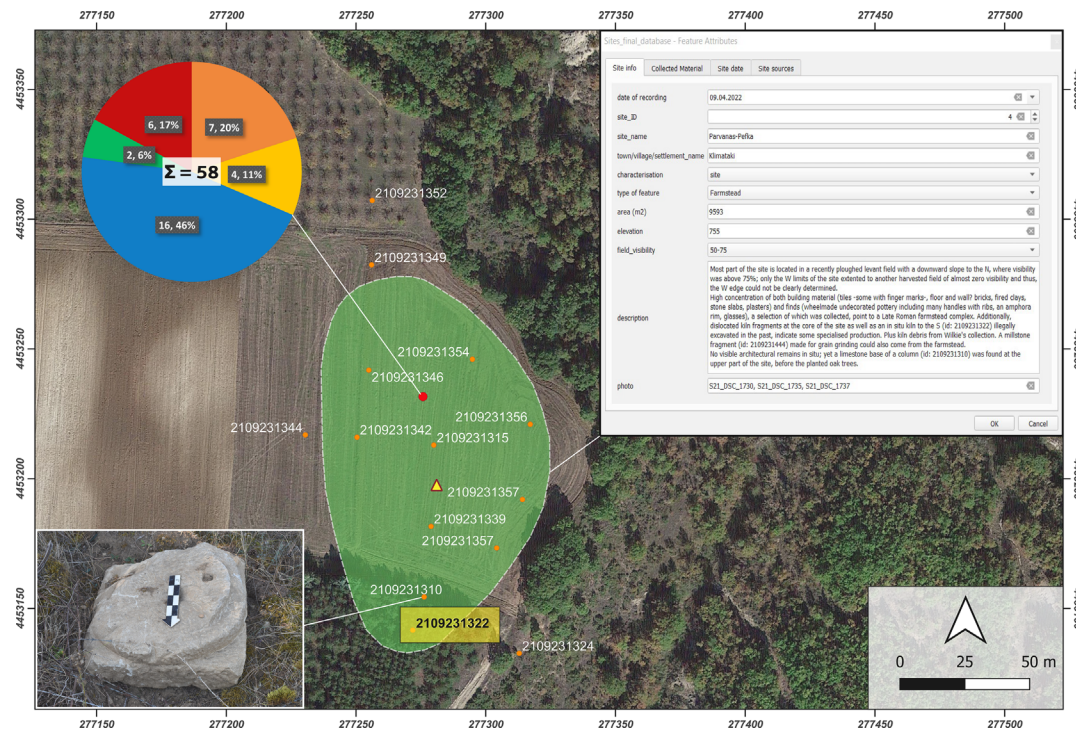 277150 277200 277250 277300 277350 277400 277450 277500
4453350
4453300
4453250
4453200
4453150
6, 17%
7, 20%
2, 6%
Σ = 58
4, 11%
16, 46%
2109231352
2109231349
2109231354
2109231346
2109231356
2109231344
2109231342
2109231315
2109231357
2109231339
2109231357
2109231310
2109231322
2109231324
Sites_final_database - Feature Attributes
Site info Collected Material Site date Site sources
date of recording 09.04.2022
site_ID 4
site_name Parvanas-Pefka
town/village/settlement_name Klimataki
characterisation site
type of feature Farmstead
area (m2) 9593
elevation 755
field_visibility 50-75
description
Most part of the site is located in a recently ploughed levant field with a downward slope to the N, where visibility
was above 75%; only the W limits of the site extented to another harvested field of almost zero visibility and thus,
the W edge could not be clearly determined.
High concentration of both building material (tiles -some with finger marks-, floor and wall? bricks, fired clays,
stone slabs, plasters) and finds (wheelmade undecorated pottery including many handles with ribs, an amphora
rim, glasses), a selection of which was collected, point to a Late Roman farmstead complex. Additionally,
dislocated kiln fragments at the core of the site as well as an in situ kiln to the S (id: 2109231322) illegally
excavated in the past, indicate some specialised production. Plus kiln debris from Wilkie's collection. A millstone
fragment (id: 2109231444) made for grain grinding could also come from the farmstead.
No visible architectural remains in situ; yet a limestone base of a column (id: 2109231310) was found at the
upper part of the site, before the planted oak trees.
photo S21_DSC_1730, S21_DSC_1735, S21_DSC_1737
OK Cancel
0 25 50 m
277150 277200 277250 277300 277350 277400 277450 277500